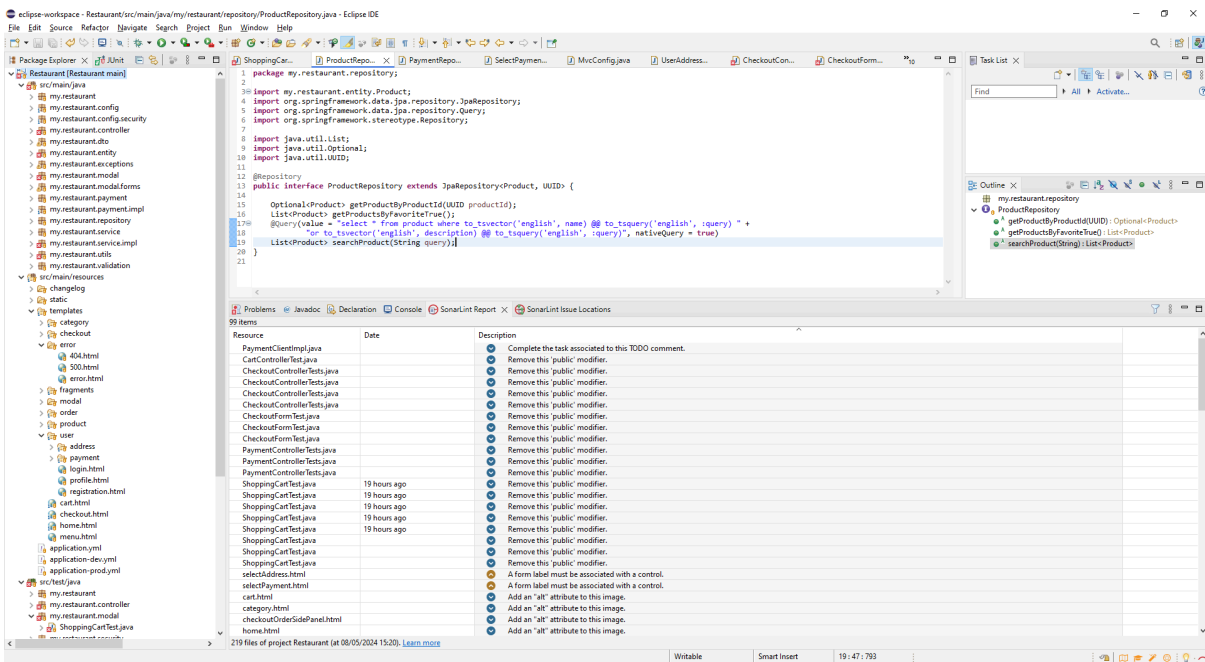 eclipse-workspace - Restaurant/src/main/java/my/restaurant/repository/ProductRepository.java - Eclipse IDE
File Edit Source Refactor Navigate Search Project Run Window Help
Package Explorer JUnit
Restaurant [Restaurant main]
src/main/java
my.restaurant
my.restaurant.config
my.restaurant.config.security
my.restaurant.controller
my.restaurant.dto
my.restaurant.entity
my.restaurant.exceptions
my.restaurant.modal
my.restaurant.modal.forms
my.restaurant.payment
my.restaurant.payment.impl
my.restaurant.repository
my.restaurant.service
my.restaurant.service.impl
my.restaurant.utils
my.restaurant.validation
src/main/resources
changelog
static
templates
category
checkout
error
404.html
500.html
error.html
fragments
modal
order
product
user
address
payment
login.html
profile.html
registration.html
cart.html
checkout.html
home.html
menu.html
application.yml
application-dev.yml
application-prod.yml
src/test/java
my.restaurant
my.restaurant.controller
my.restaurant.modal
ShoppingCartTest.java
my.restaurant.security
ShoppingCar... ProductRepo... PaymentRepo... SelectPaymen... MvcConfig.java UserAddress... CheckoutCon... CheckoutForm... 10
1 package my.restaurant.repository;
2
3 import my.restaurant.entity.Product;
4 import org.springframework.data.jpa.repository.JpaRepository;
5 import org.springframework.data.jpa.repository.Query;
6 import org.springframework.stereotype.Repository;
7
8 import java.util.List;
9 import java.util.Optional;
10 import java.util.UUID;
11
12 @Repository
13 public interface ProductRepository extends JpaRepository<Product, UUID> {
14
15 Optional<Product> getProductByProductId(UUID productId);
16 List<Product> getProductsByFavoriteTrue();
17 @Query(value = "select * from product where to_tsvector('english', name) @@ to_tsquery('english', :query) " +
18 "or to_tsvector('english', description) @@ to_tsquery('english', :query)", nativeQuery = true)
19 List<Product> searchProduct(String query);
20 }
21
Task List
Find All Activate...
Outline
my.restaurant.repository
ProductRepository
getProductByProductId(UUID) : Optional<Product>
getProductsByFavoriteTrue() : List<Product>
searchProduct(String) : List<Product>
Problems Javadoc Declaration Console SonarLint Report SonarLint Issue Locations
99 items
Resource Date Description
PaymentClientImpl.java Complete the task associated to this TODO comment.
CartControllerTest.java Remove this 'public' modifier.
CheckoutControllerTests.java Remove this 'public' modifier.
CheckoutControllerTests.java Remove this 'public' modifier.
CheckoutControllerTests.java Remove this 'public' modifier.
CheckoutControllerTests.java Remove this 'public' modifier.
CheckoutFormTest.java Remove this 'public' modifier.
CheckoutFormTest.java Remove this 'public' modifier.
CheckoutFormTest.java Remove this 'public' modifier.
PaymentControllerTests.java Remove this 'public' modifier.
PaymentControllerTests.java Remove this 'public' modifier.
PaymentControllerTests.java Remove this 'public' modifier.
ShoppingCartTest.java 19 hours ago Remove this 'public' modifier.
ShoppingCartTest.java 19 hours ago Remove this 'public' modifier.
ShoppingCartTest.java 19 hours ago Remove this 'public' modifier.
ShoppingCartTest.java 19 hours ago Remove this 'public' modifier.
ShoppingCartTest.java 19 hours ago Remove this 'public' modifier.
ShoppingCartTest.java Remove this 'public' modifier.
ShoppingCartTest.java Remove this 'public' modifier.
ShoppingCartTest.java Remove this 'public' modifier.
selectAddress.html A form label must be associated with a control.
selectPayment.html A form label must be associated with a control.
cart.html Add an "alt" attribute to this image.
category.html Add an "alt" attribute to this image.
checkoutOrderSidePanel.html Add an "alt" attribute to this image.
home.html Add an "alt" attribute to this image.
219 files of project Restaurant (at 08/05/2024 15:20). Learn more
Writable Smart Insert 19 : 47 : 793